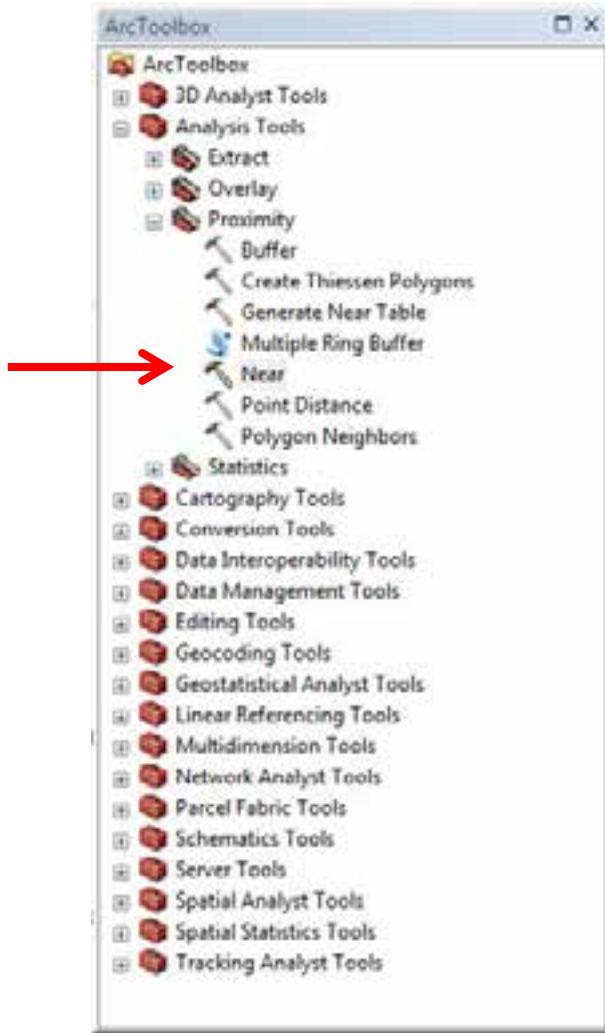 ArcToolbox
ArcToolbox
3D Analyst Tools
Analysis Tools
Extract
Overlay
Proximity
Buffer
Create Thiessen Polygons
Generate Near Table
Multiple Ring Buffer
Near
Point Distance
Polygon Neighbors
Statistics
Cartography Tools
Conversion Tools
Data Interoperability Tools
Data Management Tools
Editing Tools
Geocoding Tools
Geostatistical Analyst Tools
Linear Referencing Tools
Multidimension Tools
Network Analyst Tools
Parcel Fabric Tools
Schematics Tools
Server Tools
Spatial Analyst Tools
Spatial Statistics Tools
Tracking Analyst Tools